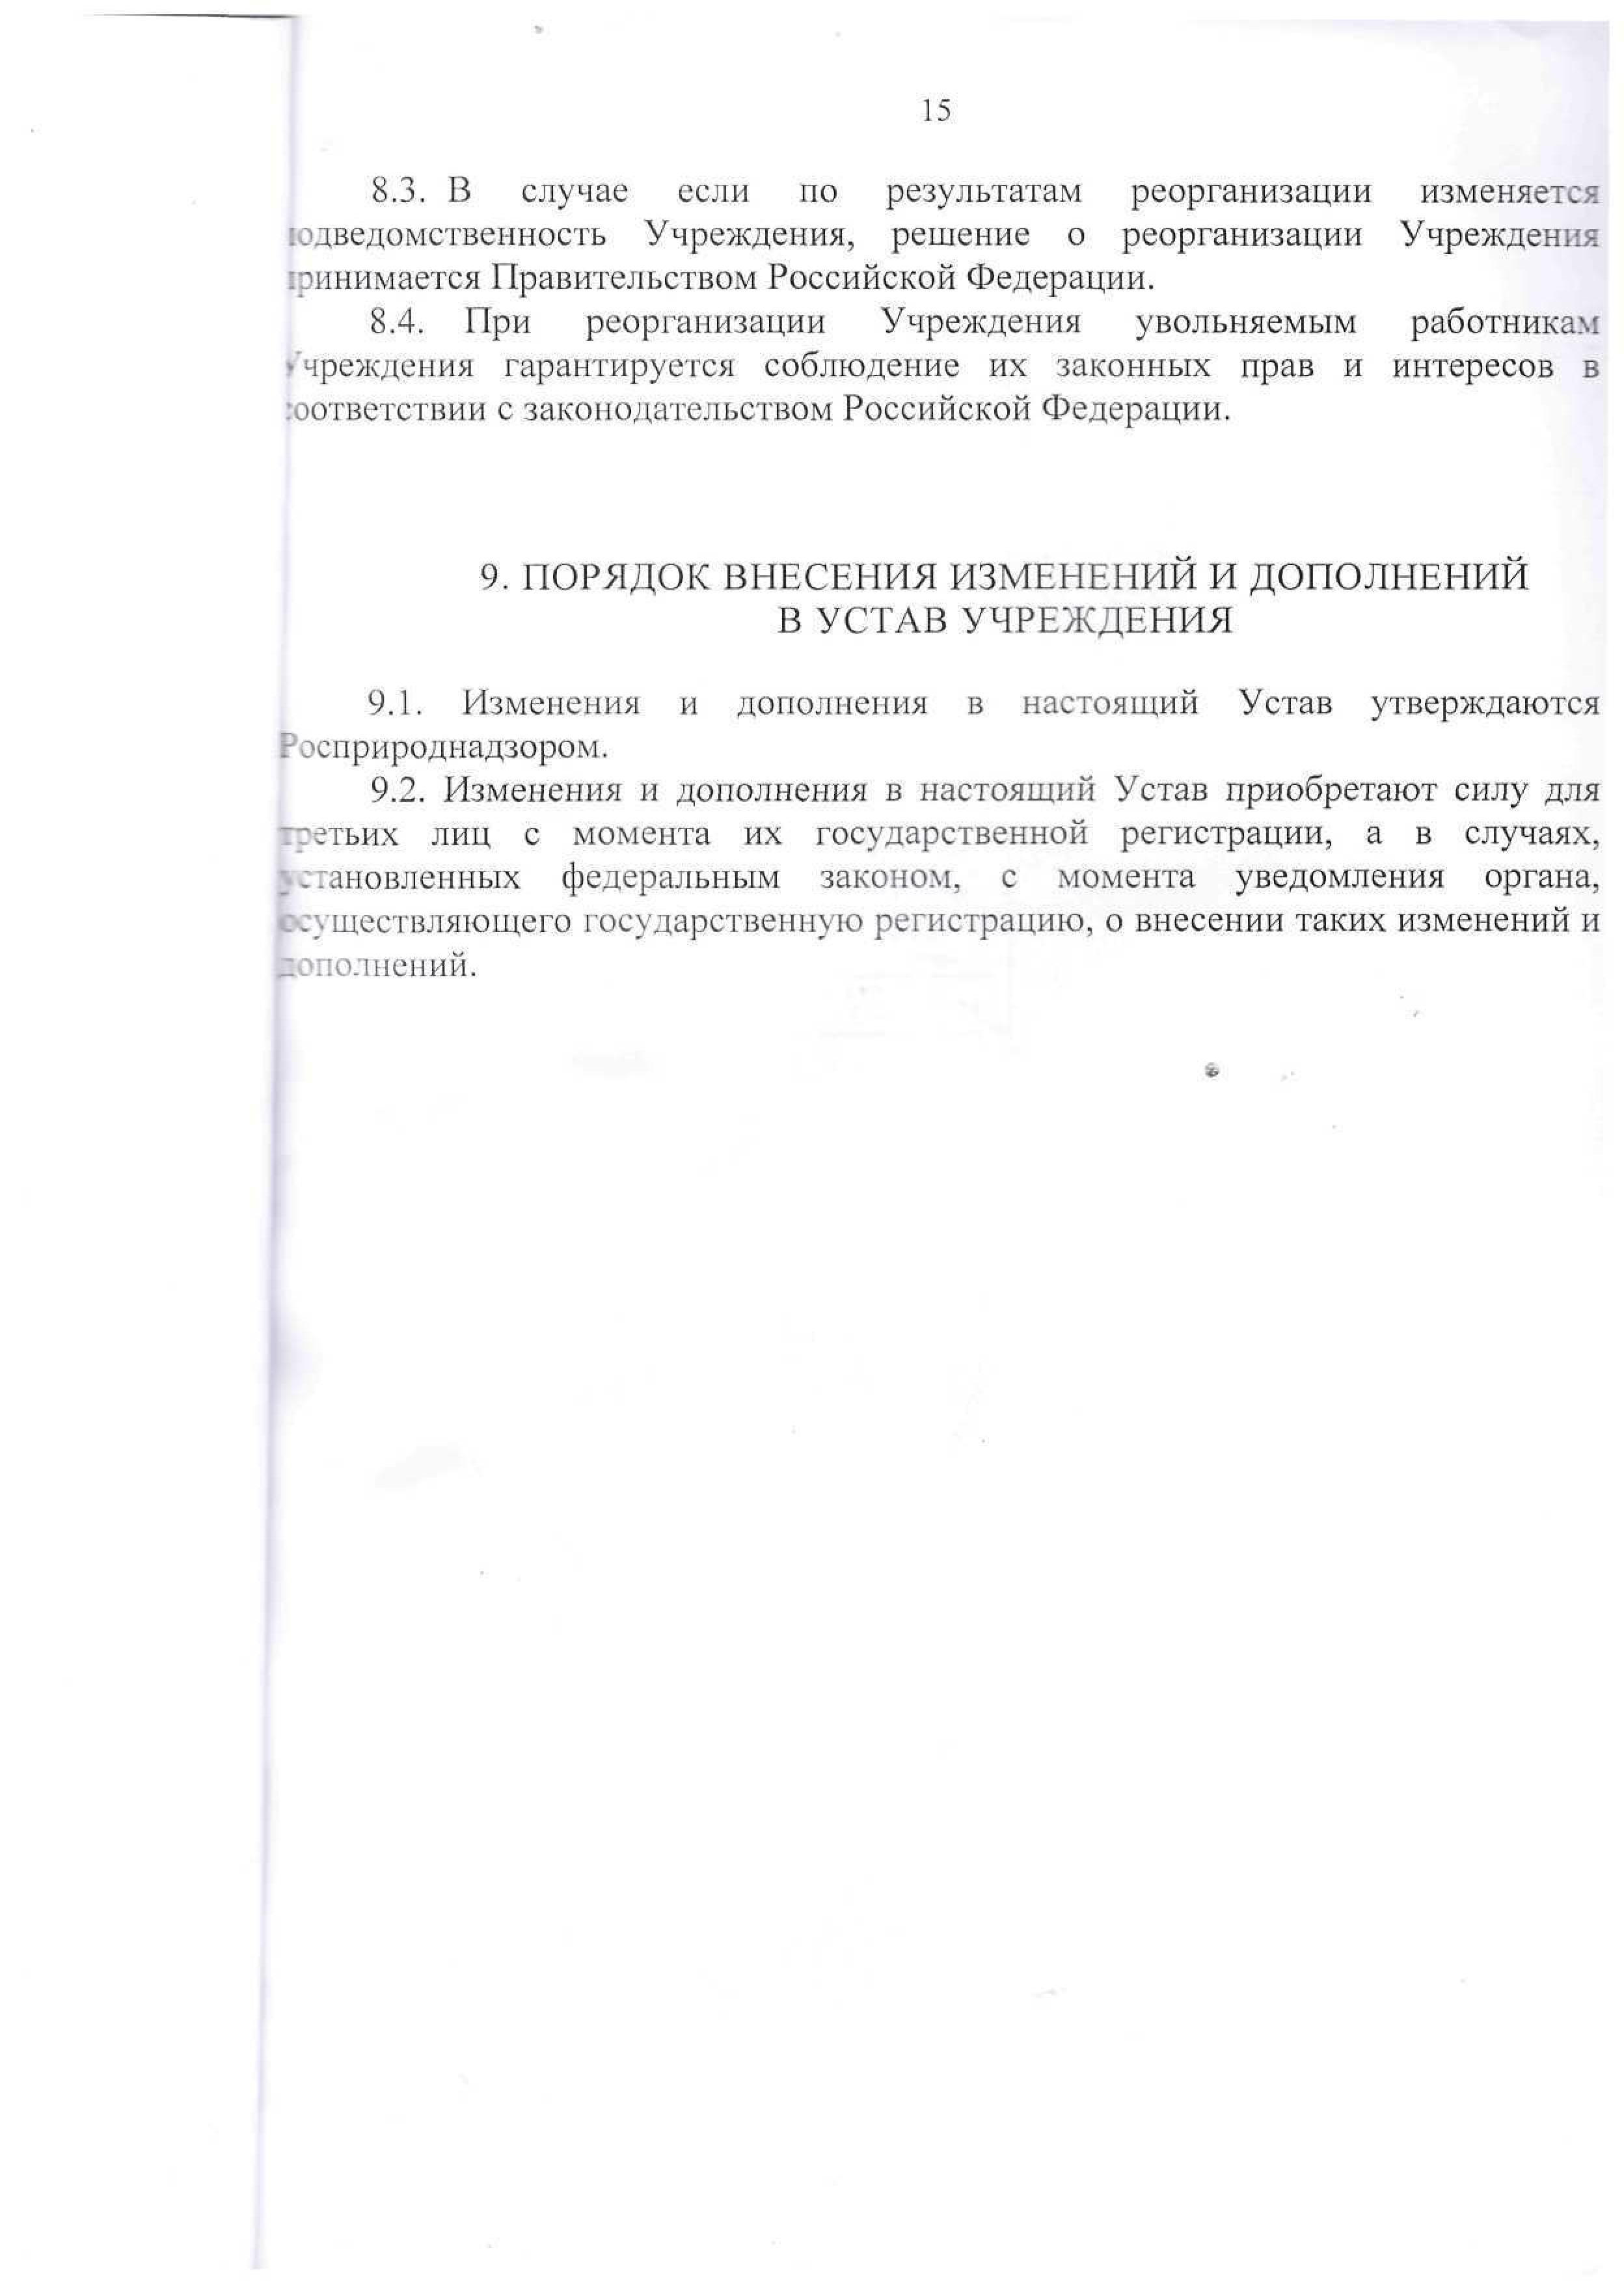 15
8.3. В случае если по результатам реорганизации изменяется
подведомственность Учреждения, решение о реорганизации Учреждения
принимается Правительством Российской Федерации.
8.4. При реорганизации Учреждения увольняемым работникам
Учреждения гарантируется соблюдение их законных прав и интересов в
соответствии с законодательством Российской Федерации.
9. ПОРЯДОК ВНЕСЕНИЯ ИЗМЕНЕНИЙ И ДОПОЛНЕНИЙ
В УСТАВ УЧРЕЖДЕНИЯ
9.1. Изменения и дополнения в настоящий Устав утверждаются
Росприроднадзором.
9.2. Изменения и дополнения в настоящий Устав приобретают силу для
третьих лиц с момента их государственной регистрации, а в случаях,
установленных федеральным законом, с момента уведомления органа,
осуществляющего государственную регистрацию, о внесении таких изменений и
дополнений.